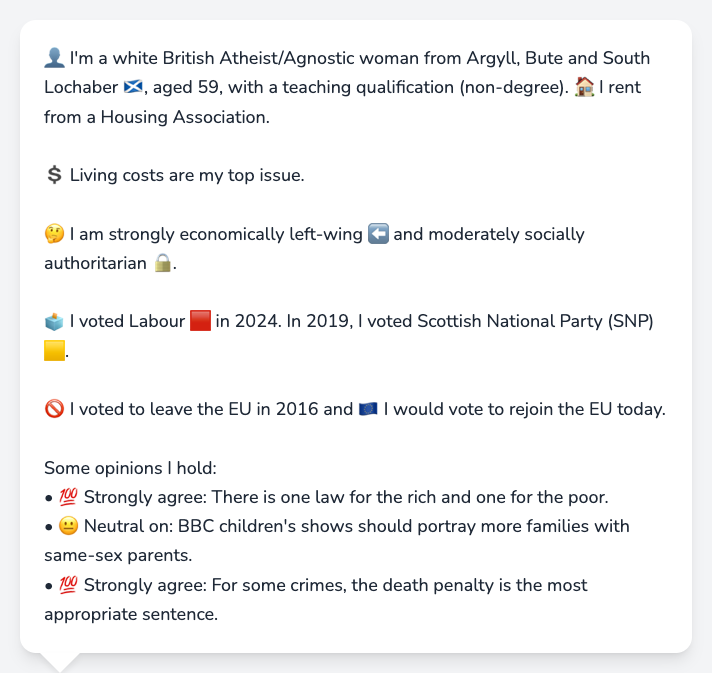 👤 I'm a white British Atheist/Agnostic woman from Argyll, Bute and South
Lochaber 🏴󠁧󠁢󠁳󠁣󠁴󠁿, aged 59, with a teaching qualification (non-degree). 🏠 I rent
from a Housing Association.
💲 Living costs are my top issue.
🤔 I am strongly economically left-wing ⬅️ and moderately socially
authoritarian 🔒.
🗳️ I voted Labour 🟥 in 2024. In 2019, I voted Scottish National Party (SNP)
🟨.
🚫 I voted to leave the EU in 2016 and 🇪🇺 I would vote to rejoin the EU today.
Some opinions I hold:
• 💯 Strongly agree: There is one law for the rich and one for the poor.
• 😐 Neutral on: BBC children's shows should portray more families with
same-sex parents.
• 💯 Strongly agree: For some crimes, the death penalty is the most
appropriate sentence.